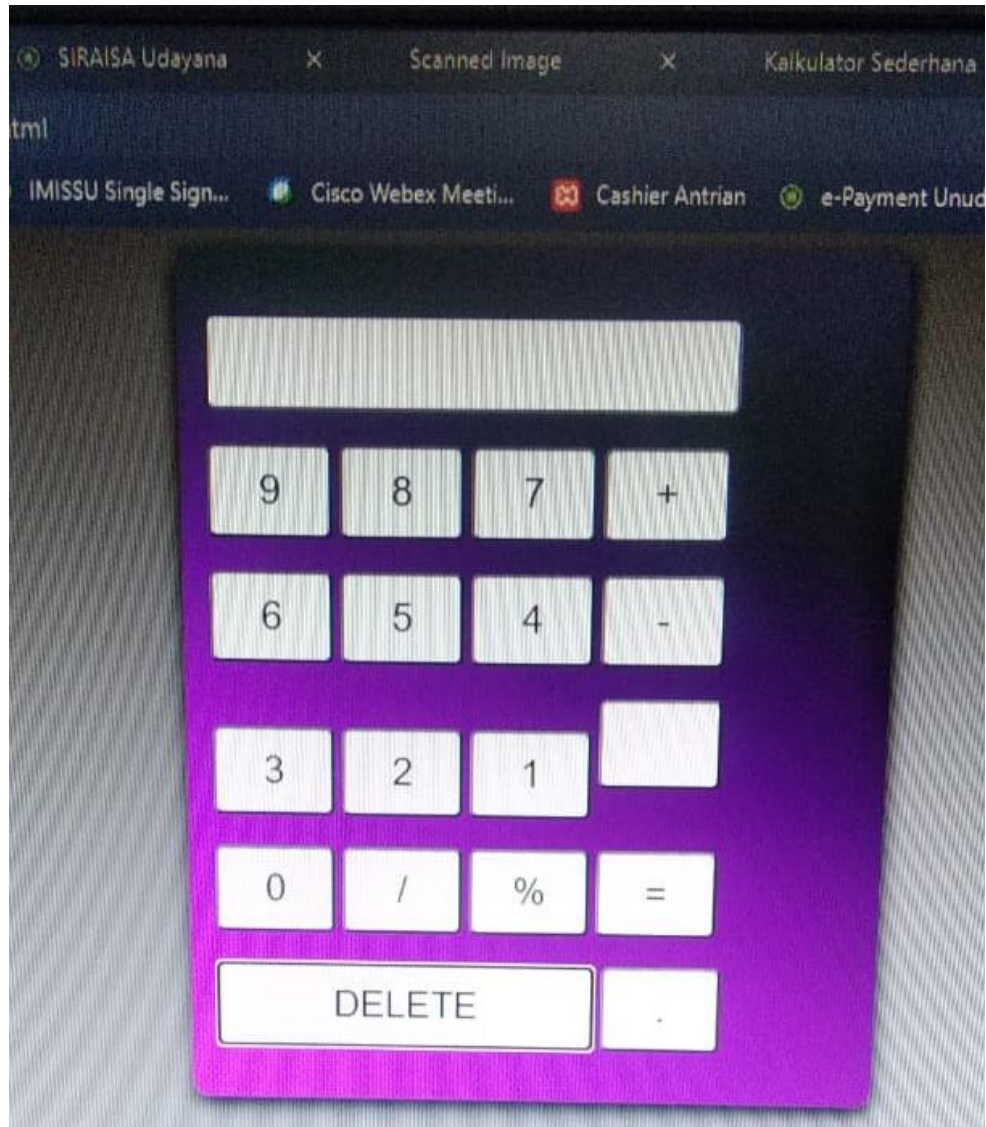 SIRAISA Udayana × Scanned Image × Kalkulator Sederhana
tml
IMISSU Single Sign... Cisco Webex Meeti... Cashier Antrian e-Payment Unud
9 8 7 +
6 5 4 -
3 2 1
0 / % =
DELETE .